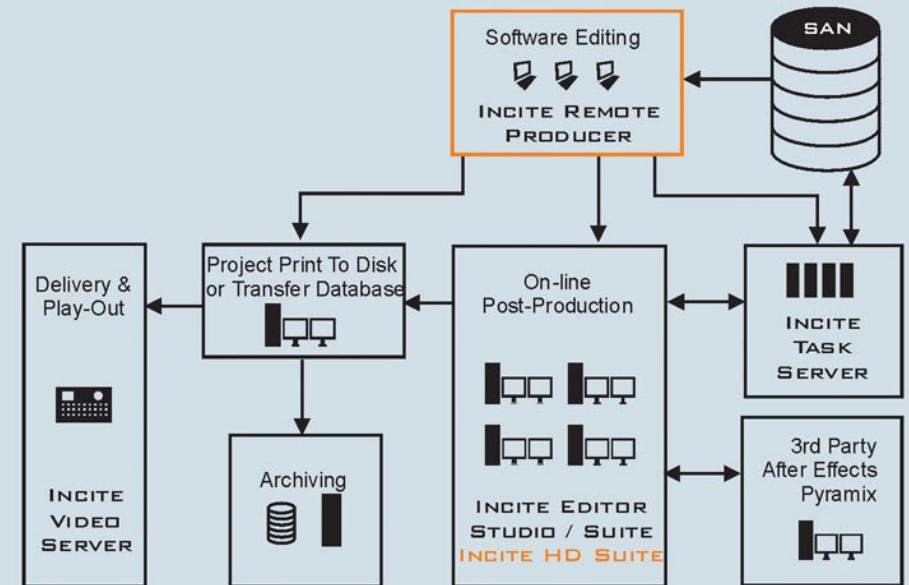 Software Editing
INCITE REMOTE
PRODUCER
SAN
Delivery &
Play-Out
INCITE
VIDEO
SERVER
Project Print To Disk
or Transfer Database
Archiving
On-line
Post-Production
INCITE EDITOR
STUDIO / SUITE
INCITE HD SUITE
INCITE
TASK
SERVER
3rd Party
After Effects
Pyramix